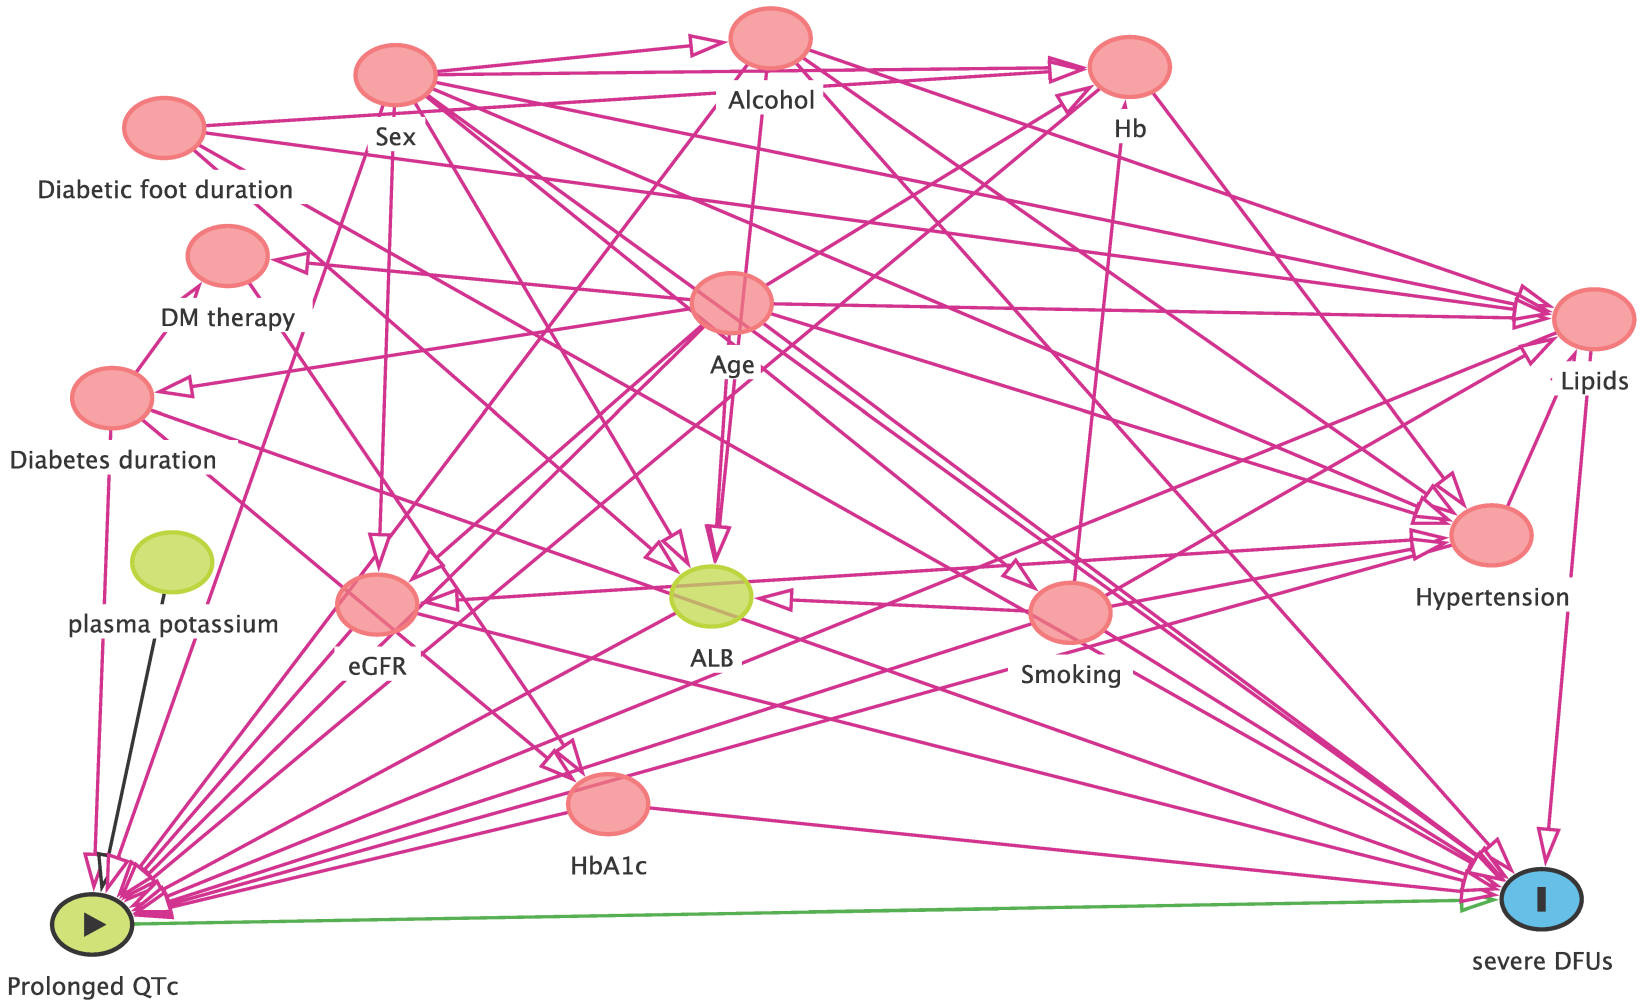 Alcohol
Hb
Sex
Diabetic foot duration
DM therapy
Age
Lipids
Diabetes duration
Hypertension
plasma potassium
ALB
eGFR
Smoking
HbA1c
severe DFUs
Prolonged QTc